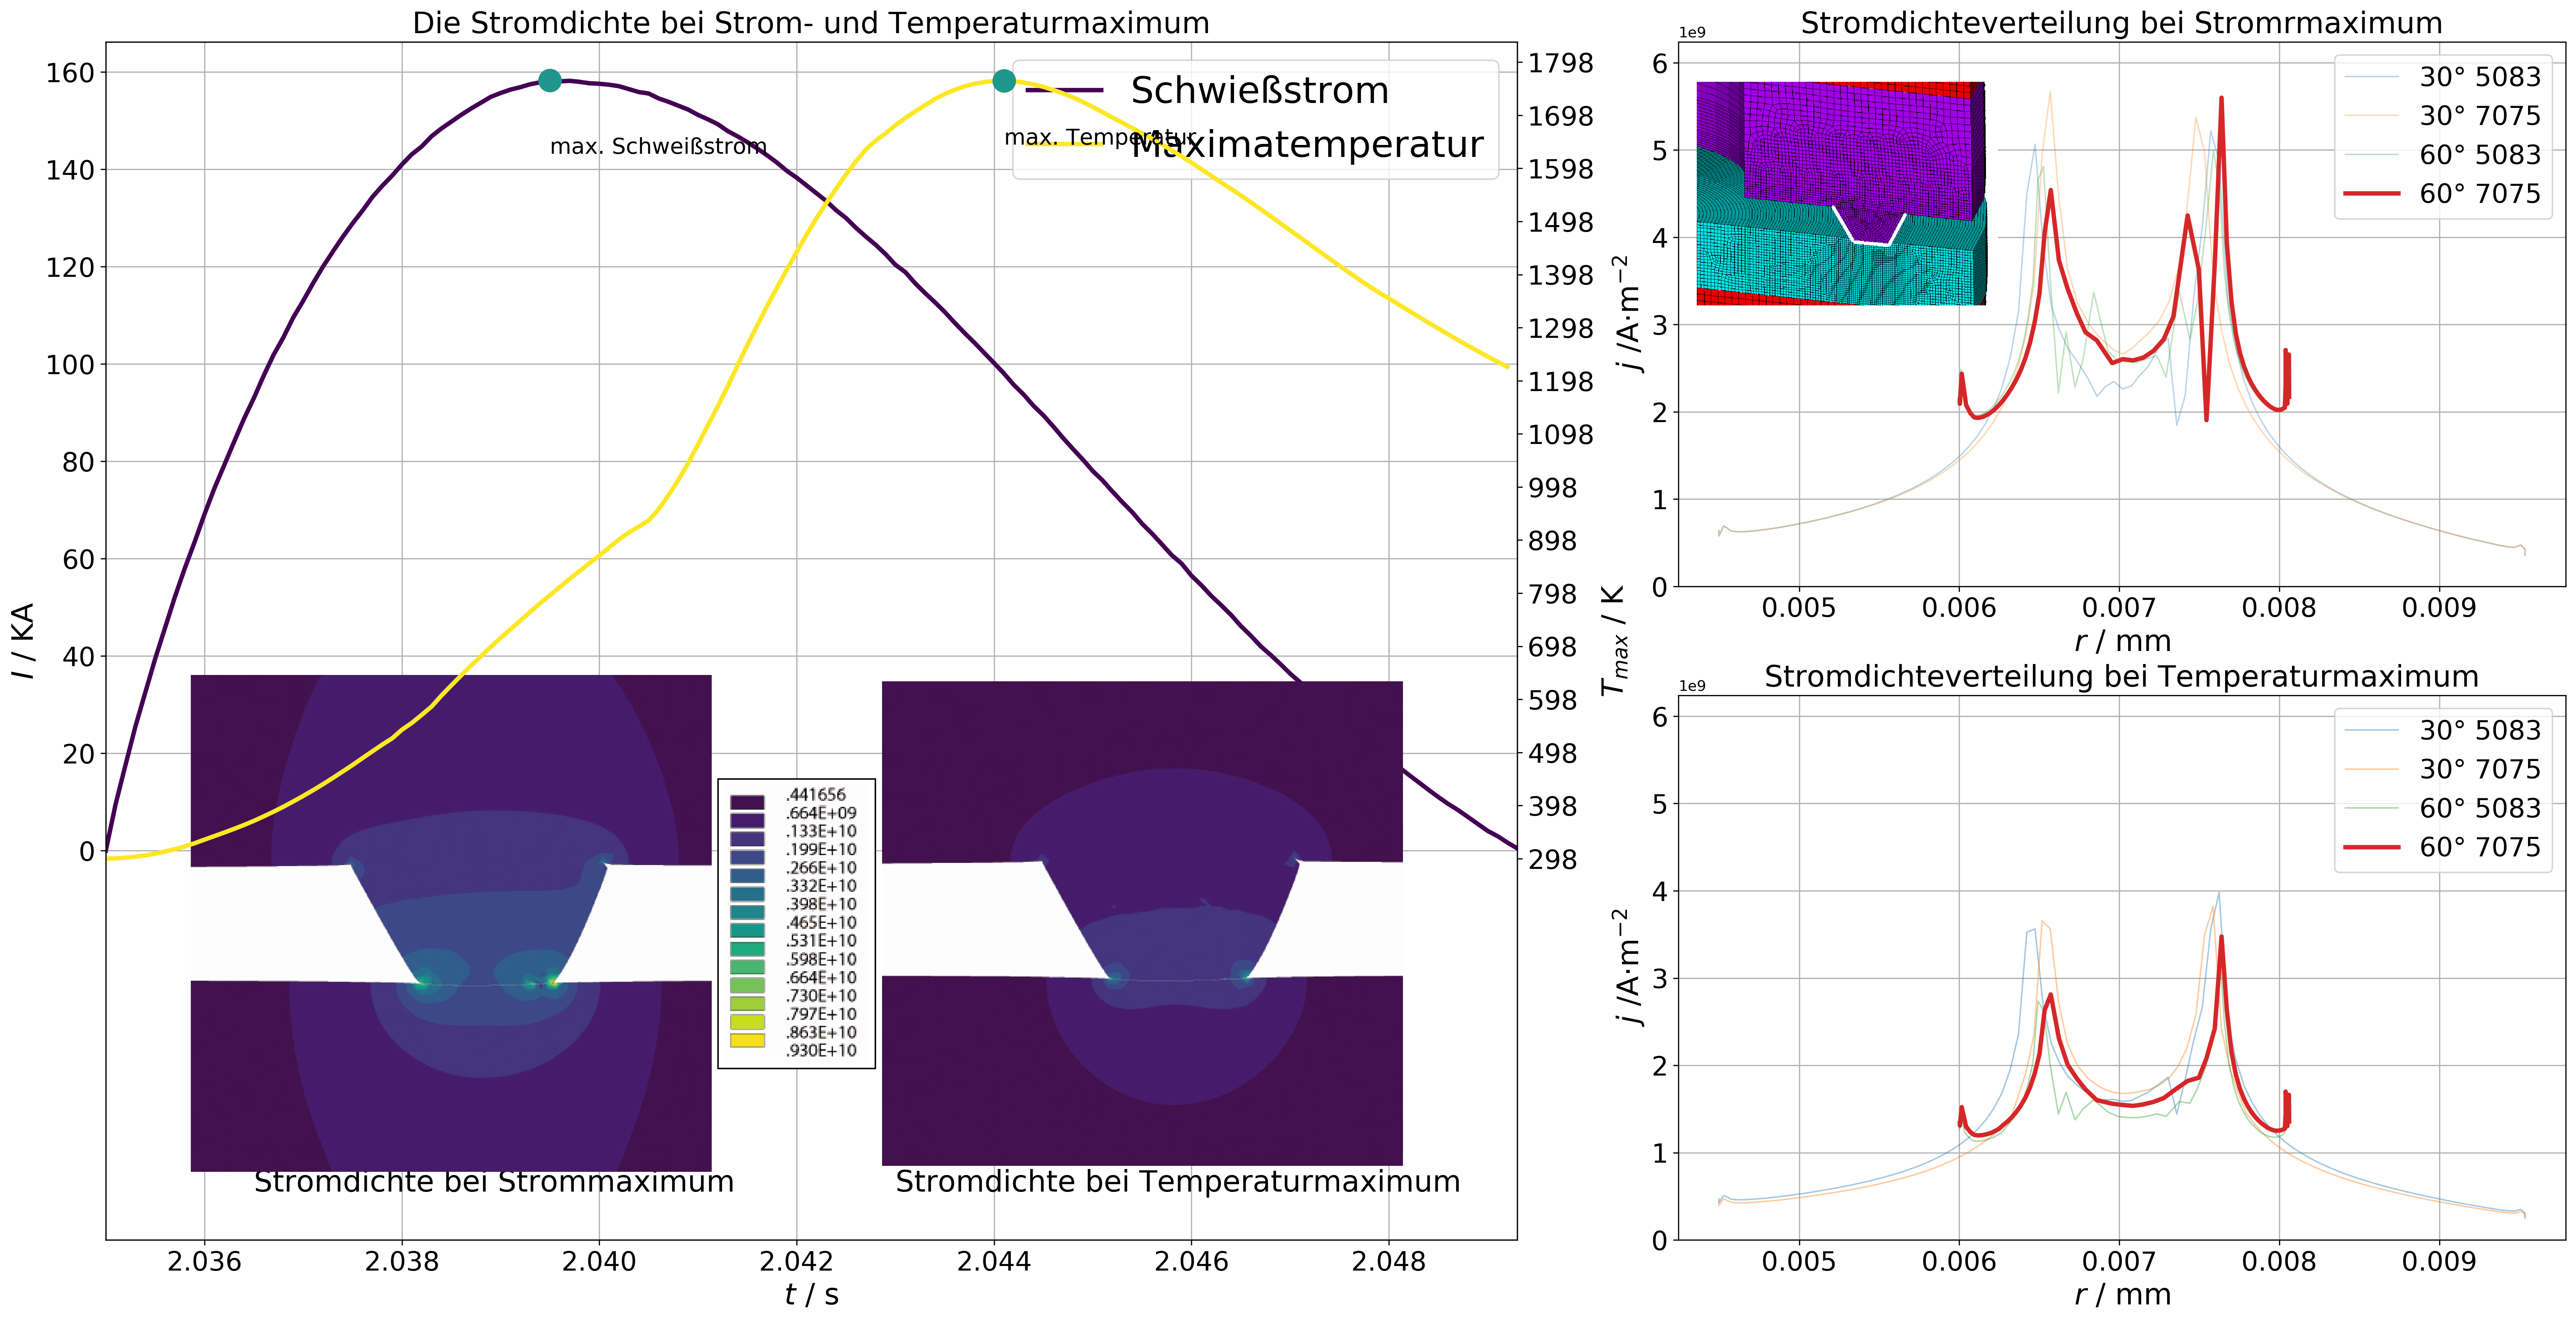 Die Stromdichte bei Strom- und Temperaturmaximum
160
140
120
100
80
60
40
20
0
I / KA
1798
1698
1598
1498
1398
1298
1198
1098
998
898
798
698
598
498
398
298
T_max / K
Schwießstrom
Maximatemperatur
max. Schweißstrom
max. Temperatur
.441656
.664E+09
.133E+10
.199E+10
.266E+10
.332E+10
.398E+10
.465E+10
.531E+10
.598E+10
.664E+10
.730E+10
.797E+10
.863E+10
.930E+10
Stromdichte bei Strommaximum
Stromdichte bei Temperaturmaximum
2.036 2.038 2.040 2.042 2.044 2.046 2.048
t / s
Stromdichteverteilung bei Stromrmaximum
1e9
6
5
4
3
2
1
0
j /A·m⁻²
30° 5083
30° 7075
60° 5083
60° 7075
0.005 0.006 0.007 0.008 0.009
r / mm
Stromdichteverteilung bei Temperaturmaximum
1e9
6
5
4
3
2
1
0
j /A·m⁻²
30° 5083
30° 7075
60° 5083
60° 7075
0.005 0.006 0.007 0.008 0.009
r / mm